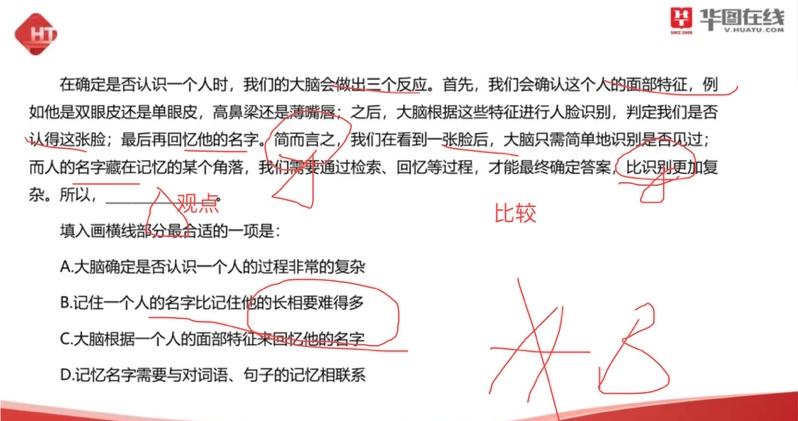 HT
华图
SINCE 2001
华图在线
V.HUATU.COM
在确定是否认识一个人时，我们的大脑会做出三个反应。首先，我们会确认这个人的面部特征，例
如他是双眼皮还是单眼皮，高鼻梁还是薄嘴唇；之后，大脑根据这些特征进行人脸识别，判定我们是否
认得这张脸；最后再回忆他的名字。简而言之，我们在看到一张脸后，大脑只需简单地识别是否见过；
而人的名字藏在记忆的某个角落，我们需要通过检索、回忆等过程，才能最终确定答案，比识别更加复
杂。所以，____________。
观点
比较
填入画横线部分最合适的一项是：
A.大脑确定是否认识一个人的过程非常的复杂
B.记住一个人的名字比记住他的长相要难得多
C.大脑根据一个人的面部特征来回忆他的名字
D.记忆名字需要与对词语、句子的记忆相联系
B